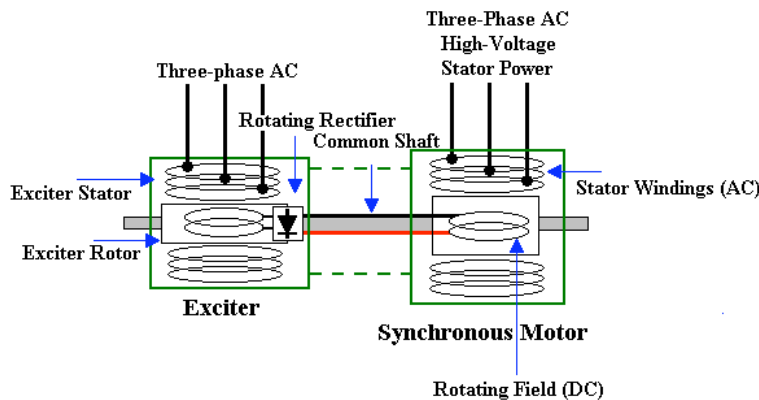 Three-Phase AC
High-Voltage
Stator Power
Three-phase AC
Rotating Rectifier
Common Shaft
Exciter Stator
Stator Windings (AC)
Exciter Rotor
Exciter
Synchronous Motor
Rotating Field (DC)